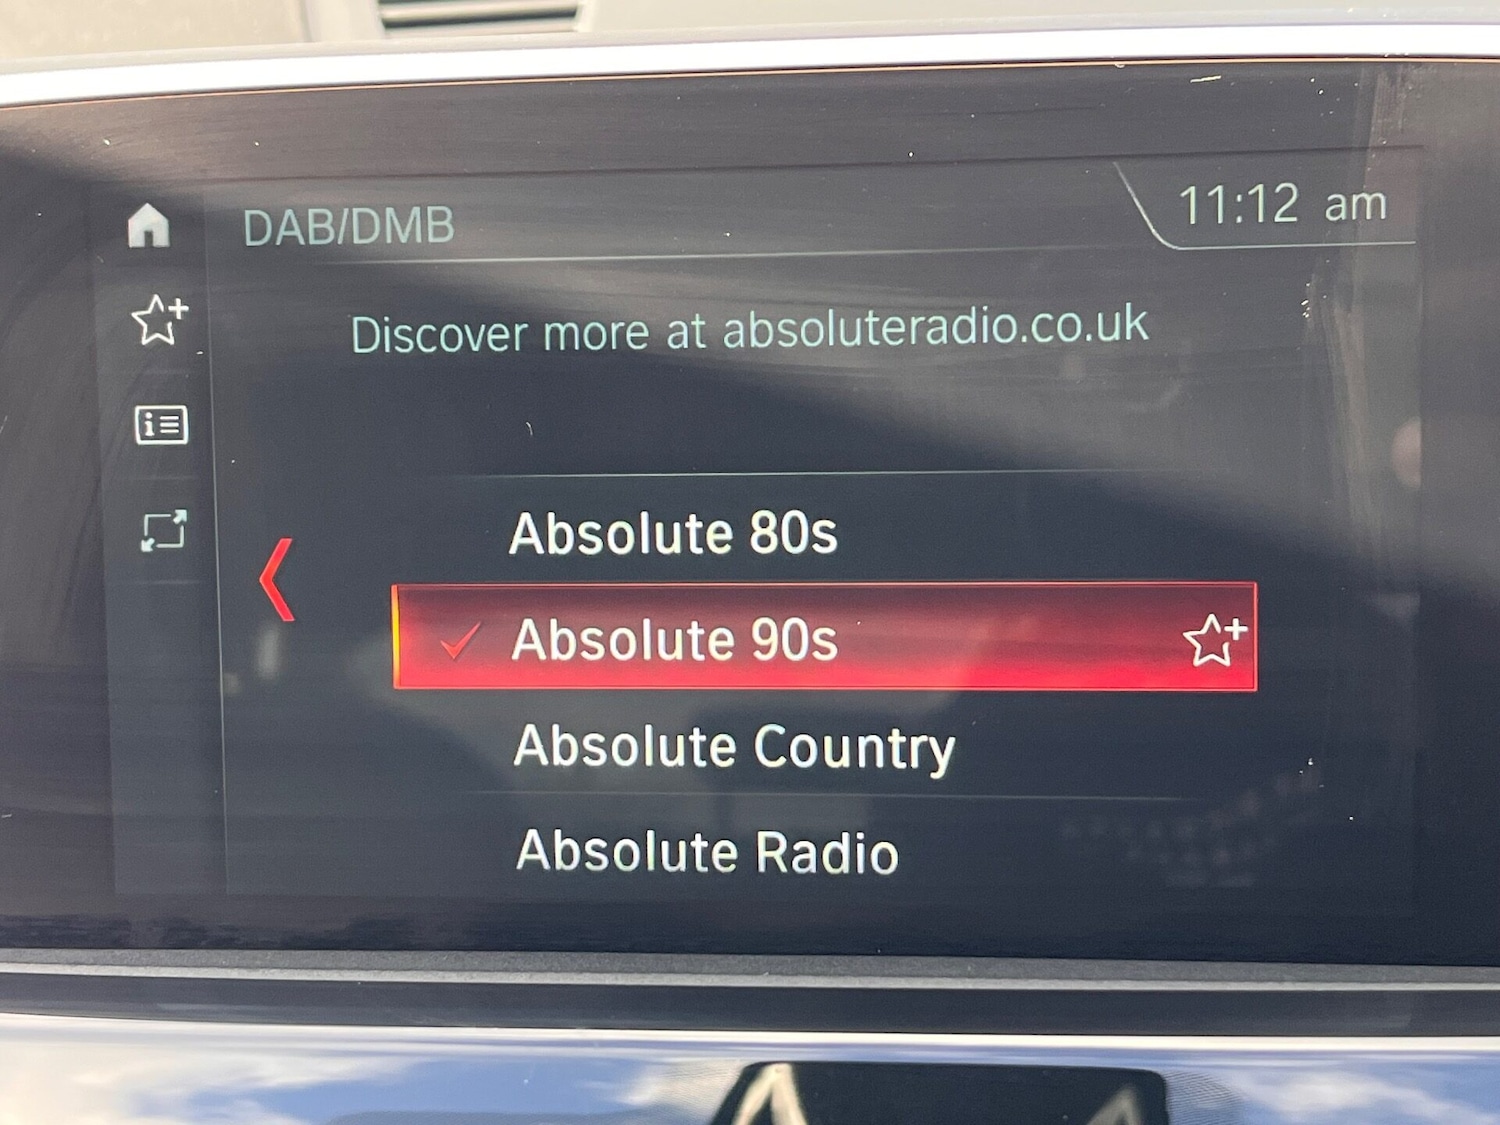 DAB/DMB
11:12 am
Discover more at absoluteradio.co.uk
Absolute 80s
Absolute 90s
Absolute Country
Absolute Radio